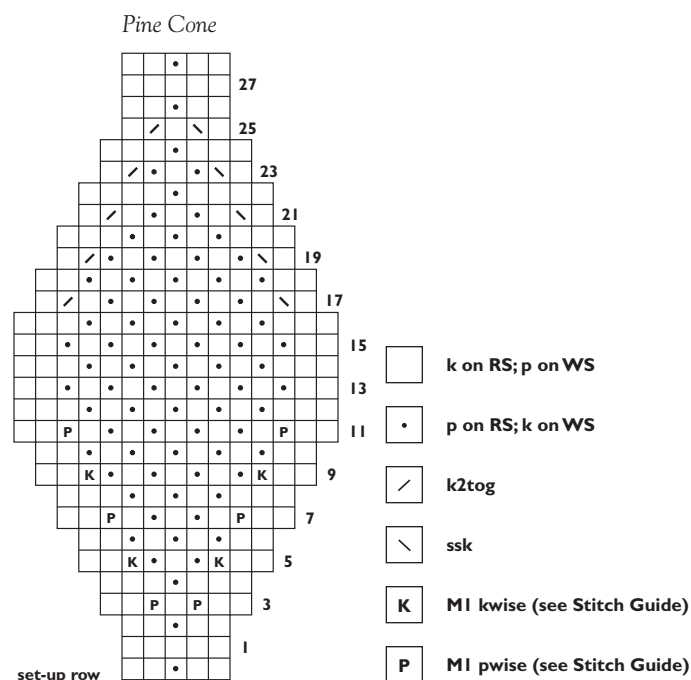 Pine Cone
27
25
23
21
19
17
15
13
P P 11
K K 9
P P 7
K K 5
P P 3
1
set-up row
k on RS; p on WS
p on RS; k on WS
k2tog
ssk
K M1 kwise (see Stitch Guide)
P M1 pwise (see Stitch Guide)